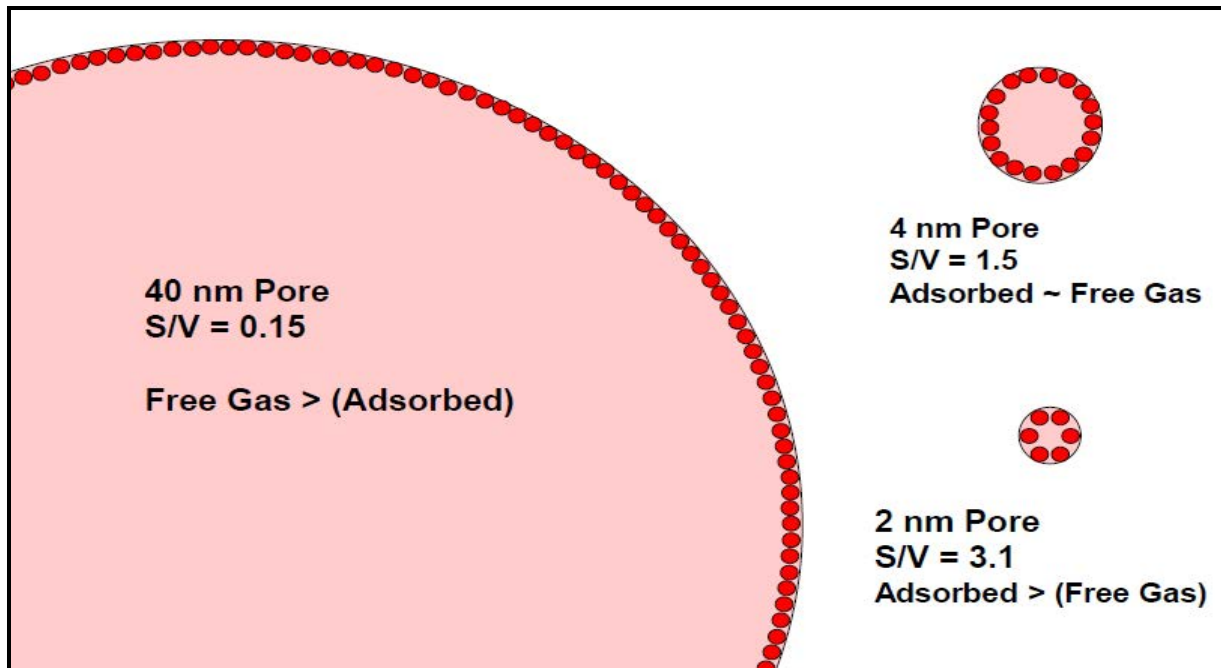 40 nm Pore
S/V = 0.15
Free Gas > (Adsorbed)
4 nm Pore
S/V = 1.5
Adsorbed ~ Free Gas
2 nm Pore
S/V = 3.1
Adsorbed > (Free Gas)